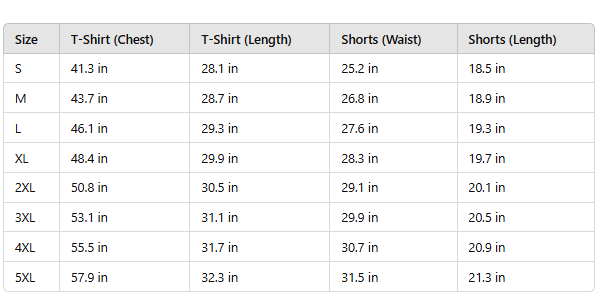 Size T-Shirt (Chest) T-Shirt (Length) Shorts (Waist) Shorts (Length)
S 41.3 in 28.1 in 25.2 in 18.5 in
M 43.7 in 28.7 in 26.8 in 18.9 in
L 46.1 in 29.3 in 27.6 in 19.3 in
XL 48.4 in 29.9 in 28.3 in 19.7 in
2XL 50.8 in 30.5 in 29.1 in 20.1 in
3XL 53.1 in 31.1 in 29.9 in 20.5 in
4XL 55.5 in 31.7 in 30.7 in 20.9 in
5XL 57.9 in 32.3 in 31.5 in 21.3 in